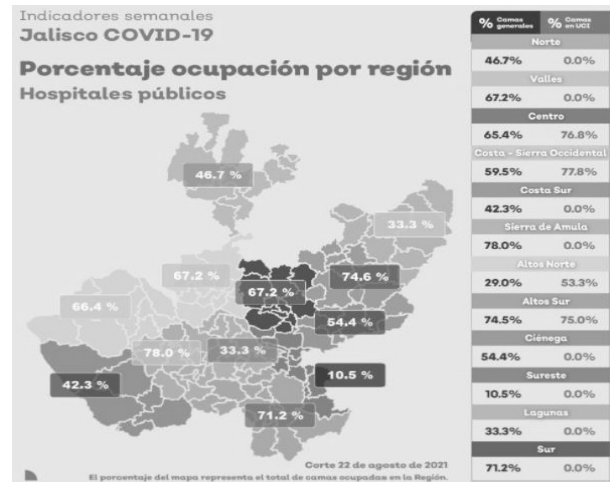 Indicadores semanales
Jalisco COVID-19
Porcentaje ocupación por región
Hospitales públicos
46.7 %
33.3 %
67.2 %
74.6 %
67.2 %
66.4 %
54.4 %
78.0 %
33.3 %
10.5 %
42.3 %
71.2 %
Corte 22 de agosto de 2021
El porcentaje del mapa representa el total de camas ocupadas en la Región.
% Camas generales % Camas en UCI
Norte
46.7% 0.0%
Valles
67.2% 0.0%
Centro
65.4% 76.8%
Costa - Sierra Occidental
59.5% 77.8%
Costa Sur
42.3% 0.0%
Sierra de Amula
78.0% 0.0%
Altos Norte
29.0% 53.3%
Altos Sur
74.5% 75.0%
Ciénega
54.4% 0.0%
Sureste
10.5% 0.0%
Lagunas
33.3% 0.0%
Sur
71.2% 0.0%